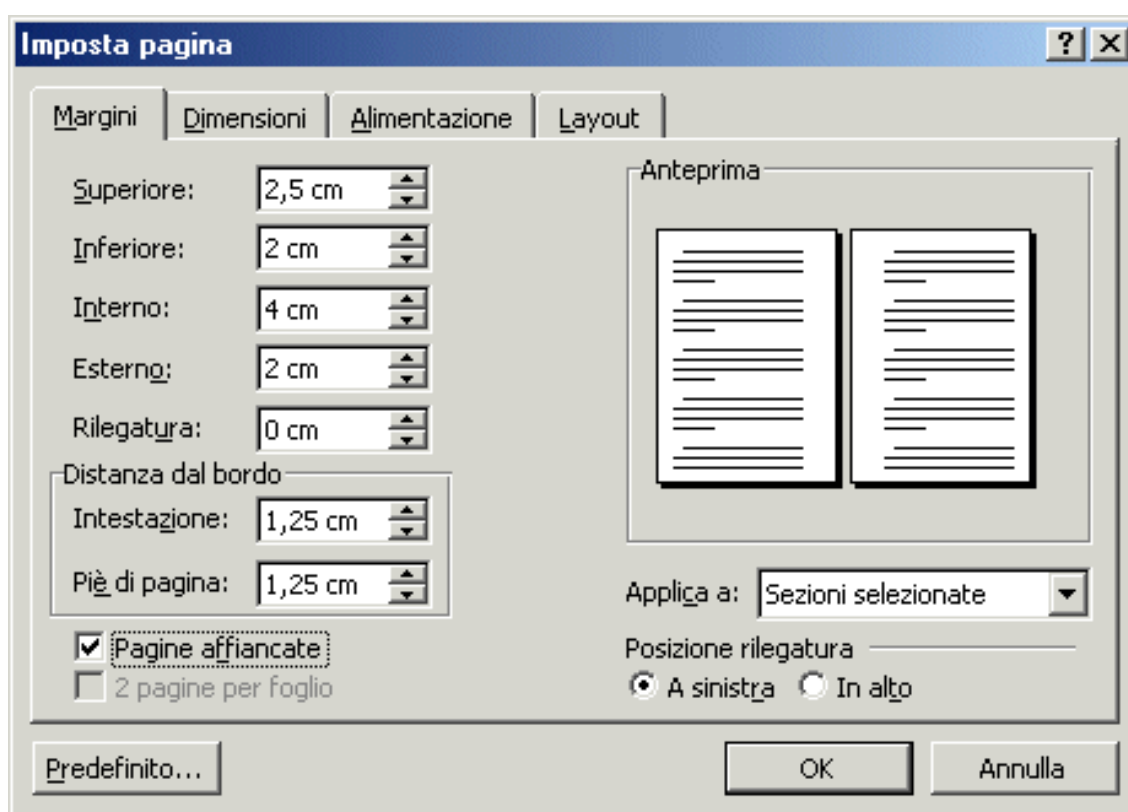 Imposta pagina
Margini Dimensioni Alimentazione Layout
Superiore: 2,5 cm
Inferiore: 2 cm
Interno: 4 cm
Esterno: 2 cm
Rilegatura: 0 cm
Distanza dal bordo
Intestazione: 1,25 cm
Piè di pagina: 1,25 cm
Pagine affiancate
2 pagine per foglio
Anteprima
Applica a: Sezioni selezionate
Posizione rilegatura
A sinistra In alto
Predefinito... OK Annulla